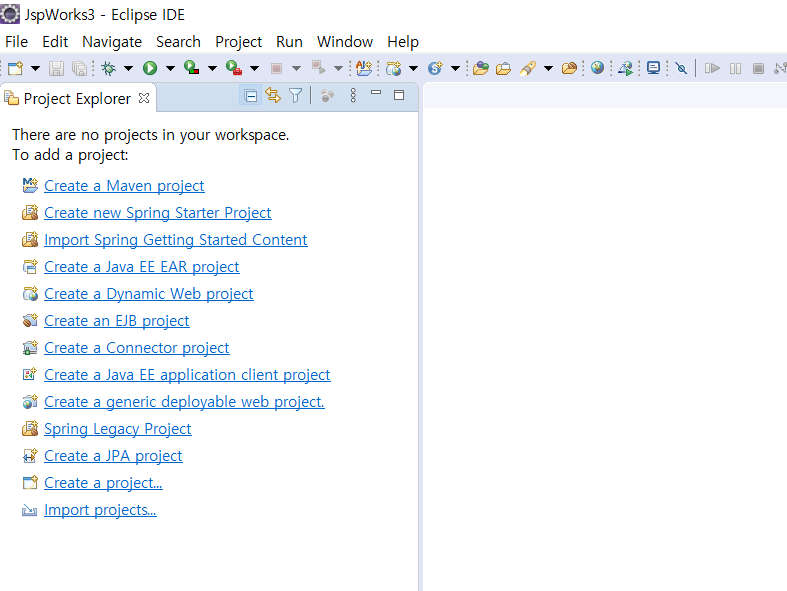 JspWorks3 - Eclipse IDE
File Edit Navigate Search Project Run Window Help
Project Explorer
There are no projects in your workspace.
To add a project:
Create a Maven project
Create new Spring Starter Project
Import Spring Getting Started Content
Create a Java EE EAR project
Create a Dynamic Web project
Create an EJB project
Create a Connector project
Create a Java EE application client project
Create a generic deployable web project.
Spring Legacy Project
Create a JPA project
Create a project...
Import projects...